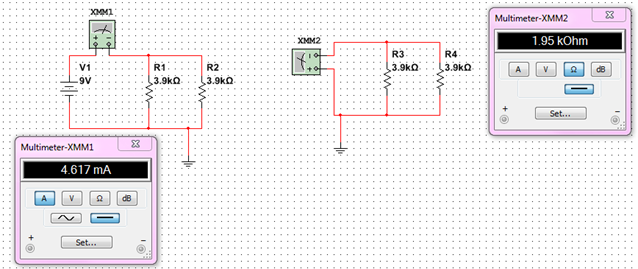 XMM1
V1
9V
R1
3.9kΩ
R2
3.9kΩ
Multimeter-XMM1
4.617 mA
A V Ω dB
+ Set... −
XMM2
R3
3.9kΩ
R4
3.9kΩ
Multimeter-XMM2
1.95 kOhm
A V Ω dB
+ Set... −